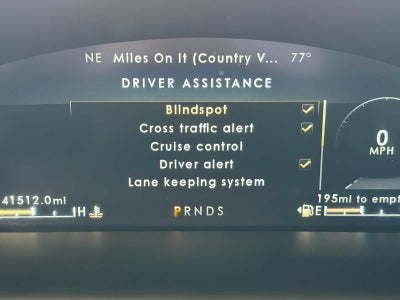 NE Miles On It (Country V... 77°
DRIVER ASSISTANCE
Blindspot
Cross traffic alert
Cruise control
Driver alert
Lane keeping system
0
MPH
41512.0mi
195mi to empt
H
PRNDS
E